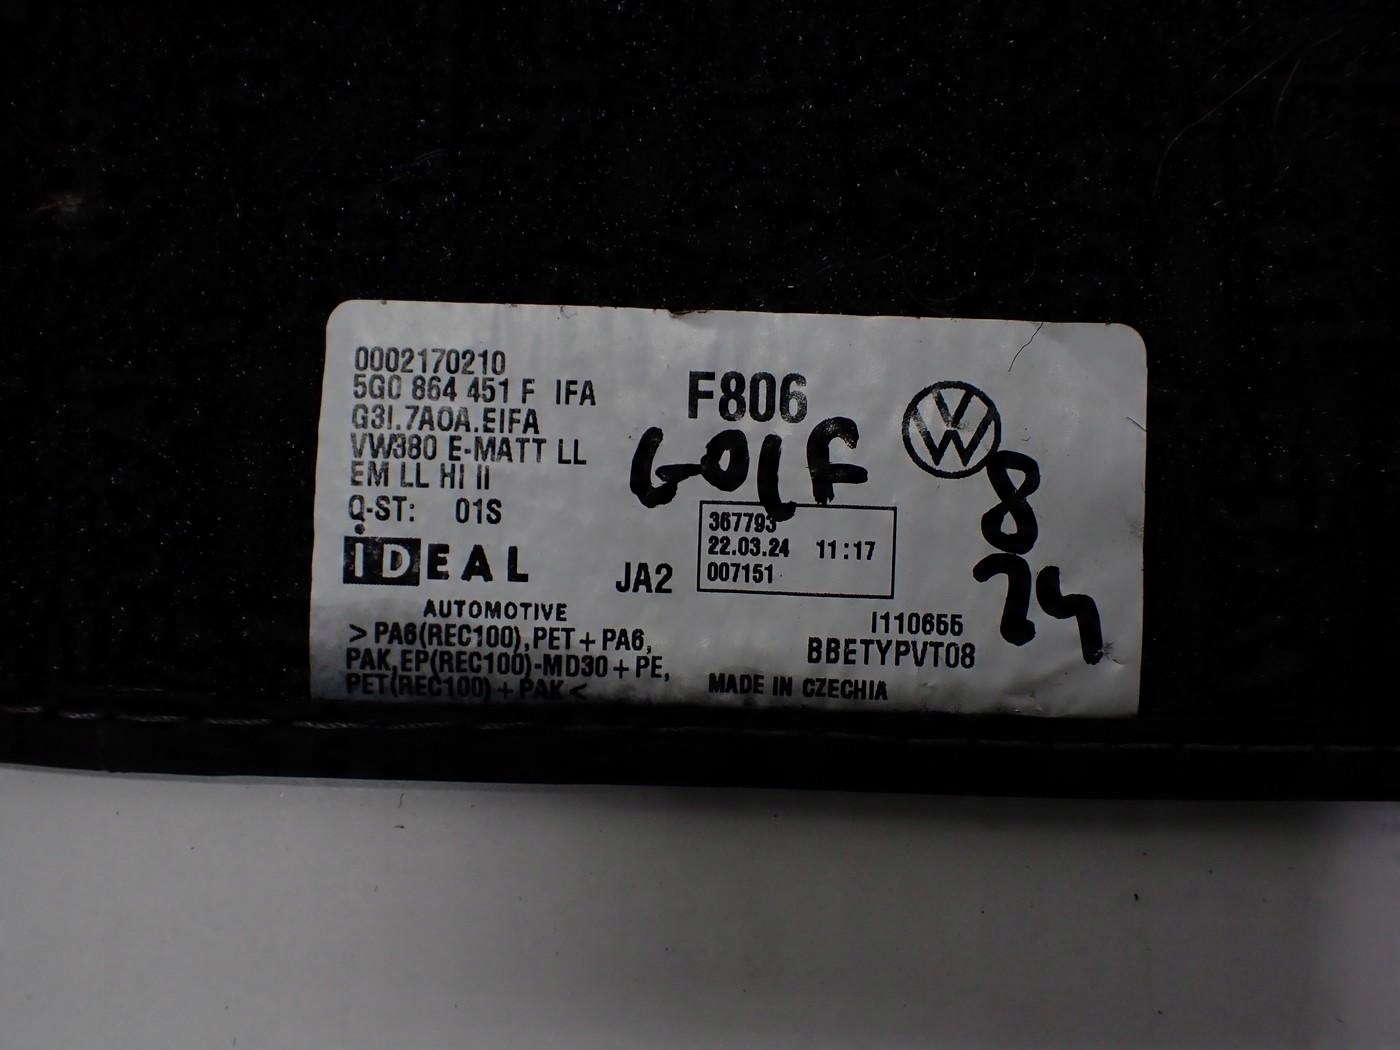 0002170210
5G0 864 451 F IFA
G3I.7AOA.EIFA
VW380 E-MATT LL
EM LL HI II
Q-ST: 01S
iDEAL
AUTOMOTIVE
> PA6(REC100),PET+PA6,
PAK,EP(REC100)-MD30+PE,
PET(REC100)+PAK<
F806
GOLF
JA2
367793
22.03.24 11:17
007151
VW
8
24
I110655
BBETYPVT08
MADE IN CZECHIA